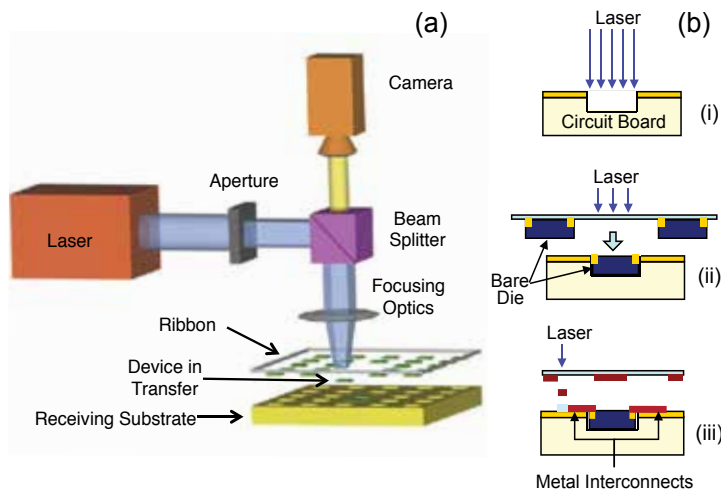 (a)
Camera
Aperture
Laser
Beam
Splitter
Focusing
Optics
Ribbon
Device in
Transfer
Receiving Substrate
(b)
Laser
Circuit Board
(i)
Laser
Bare
Die
(ii)
Laser
(iii)
Metal Interconnects